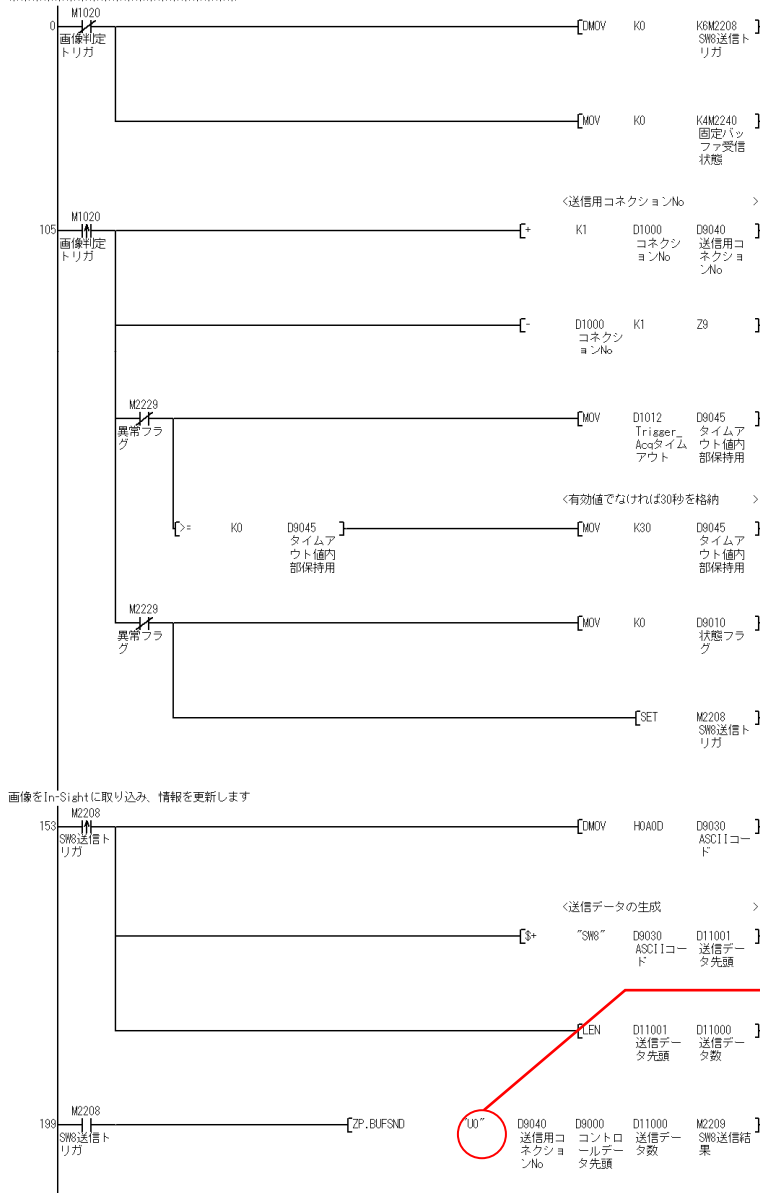 M1020
0
画像判定
トリガ
DMOV K0 K6M2208
SW8送信ト
リガ
MOV K0 K4M2240
固定バッ
ファ受信
状態
<送信用コネクションNo >
M1020
105
画像判定
トリガ
+ K1 D1000 D9040
コネクシ
ョンNo
送信用コ
ネクショ
ンNo
- D1000 K1 Z9
コネクシ
ョンNo
M2229
異常フラ
グ
MOV D1012 D9045
Trigger_
Acqタイム
アウト
タイムア
ウト値内
部保持用
<有効値でなければ30秒を格納 >
>= K0 D9045
タイムア
ウト値内
部保持用
MOV K30 D9045
タイムア
ウト値内
部保持用
M2229
異常フラ
グ
MOV K0 D9010
状態フラ
グ
SET M2208
SW8送信ト
リガ
画像をIn-Sightに取り込み、情報を更新します
M2208
153
SW8送信ト
リガ
DMOV H0A0D D9030
ASCIIコー
ド
<送信データの生成 >
$+ "SW8" D9030 D11001
ASCIIコー
ド
送信デー
タ先頭
LEN D11001 D11000
送信デー
タ先頭
送信デー
タ数
M2208
199
SW8送信ト
リガ
ZP.BUFSND "U0" D9040 D9000 D11000 M2209
送信用コ
ネクショ
ンNo
コントロ
ールデー
タ先頭
送信デー
タ数
SW8送信結
果